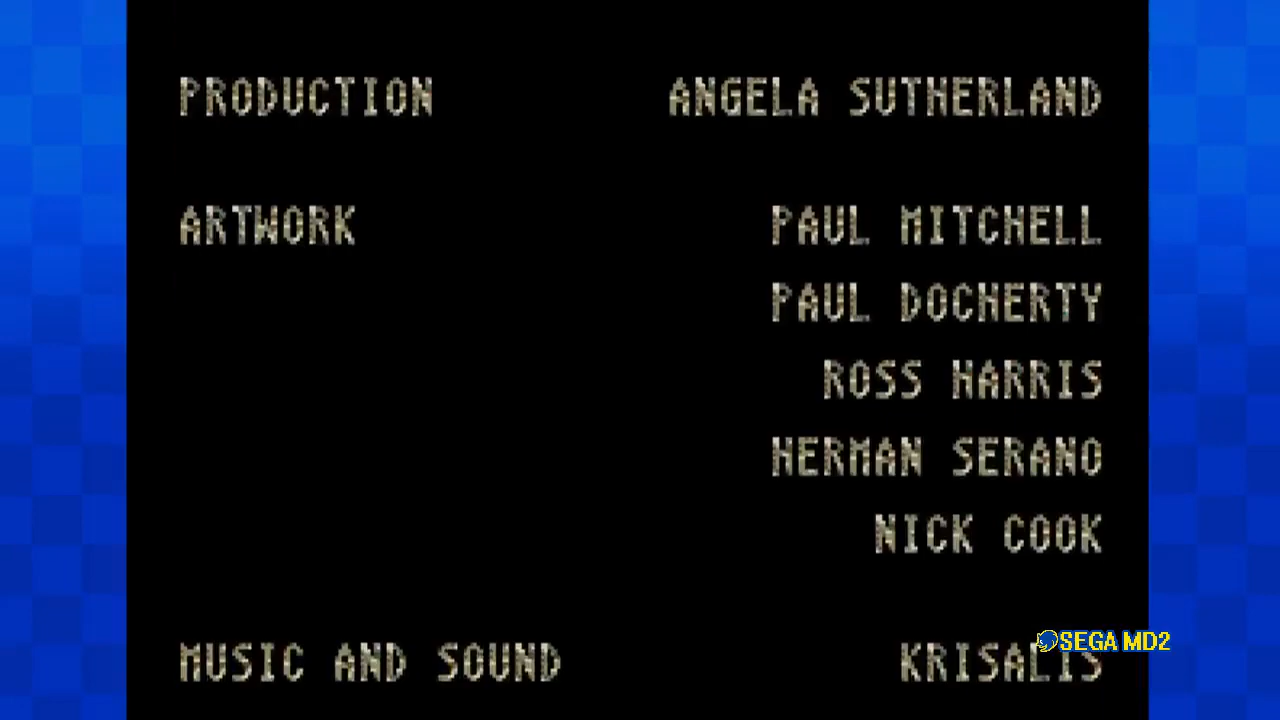 PRODUCTION ANGELA SUTHERLAND
ARTWORK PAUL MITCHELL
PAUL DOCHERTY
ROSS HARRIS
HERMAN SERANO
NICK COOK
SEGA MD2
MUSIC AND SOUND KRISALIS